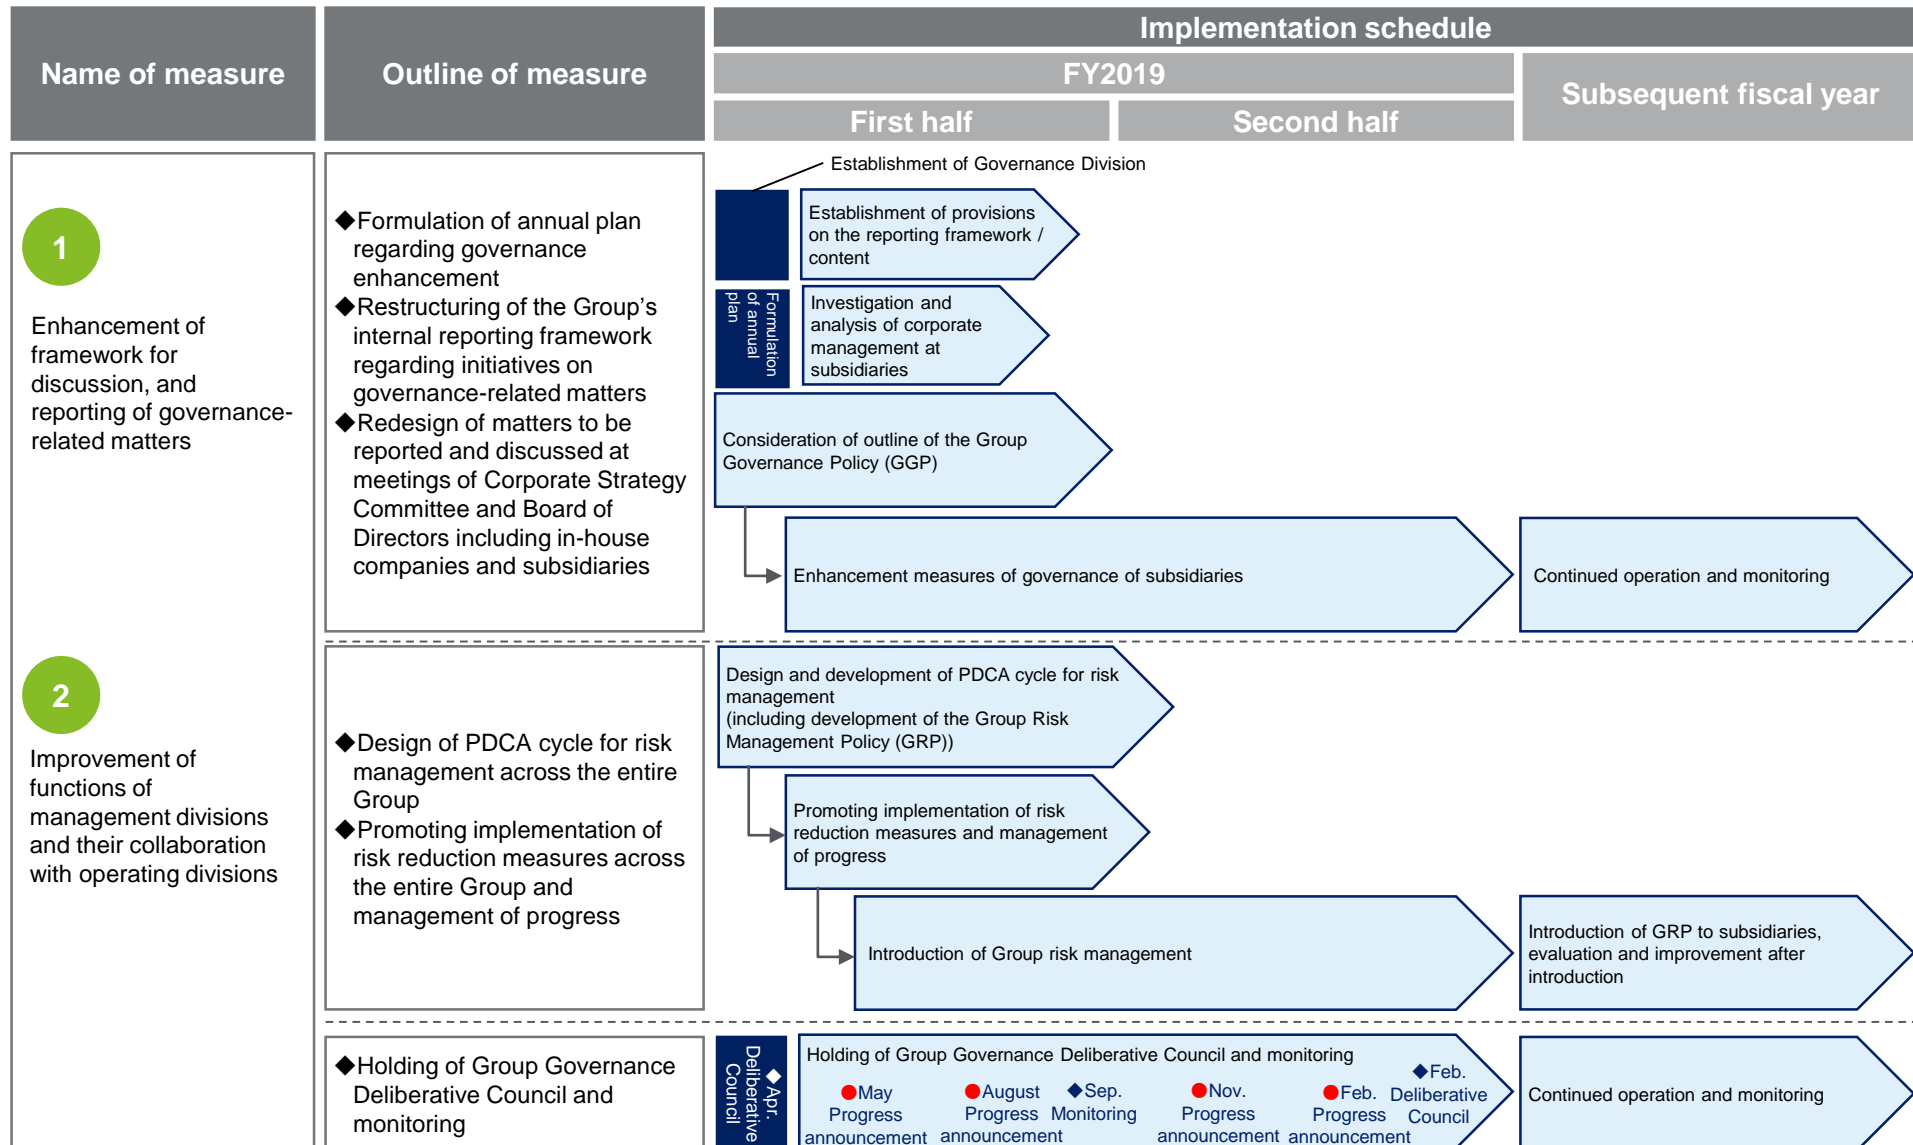 Name of measure
Outline of measure
Implementation schedule
FY2019
Subsequent fiscal year
First half
Second half
1
Enhancement of
framework for
discussion, and
reporting of governance-
related matters
◆Formulation of annual plan
regarding governance
enhancement
◆Restructuring of the Group’s
internal reporting framework
regarding initiatives on
governance-related matters
◆Redesign of matters to be
reported and discussed at
meetings of Corporate Strategy
Committee and Board of
Directors including in-house
companies and subsidiaries
Establishment of Governance Division
Establishment of provisions
on the reporting framework /
content
Formulation
of annual
plan
Investigation and
analysis of corporate
management at
subsidiaries
Consideration of outline of the Group
Governance Policy (GGP)
Enhancement measures of governance of subsidiaries
Continued operation and monitoring
2
Improvement of
functions of
management divisions
and their collaboration
with operating divisions
◆Design of PDCA cycle for risk
management across the entire
Group
◆Promoting implementation of
risk reduction measures across
the entire Group and
management of progress
Design and development of PDCA cycle for risk
management
(including development of the Group Risk
Management Policy (GRP))
Promoting implementation of risk
reduction measures and management
of progress
Introduction of Group risk management
Introduction of GRP to subsidiaries,
evaluation and improvement after
introduction
◆Holding of Group Governance
Deliberative Council and
monitoring
◆Apr.
Deliberative
Council
Holding of Group Governance Deliberative Council and monitoring
●May
Progress
announcement
●August
Progress
announcement
◆Sep.
Monitoring
●Nov.
Progress
announcement
●Feb.
Progress
announcement
◆Feb.
Deliberative
Council
Continued operation and monitoring